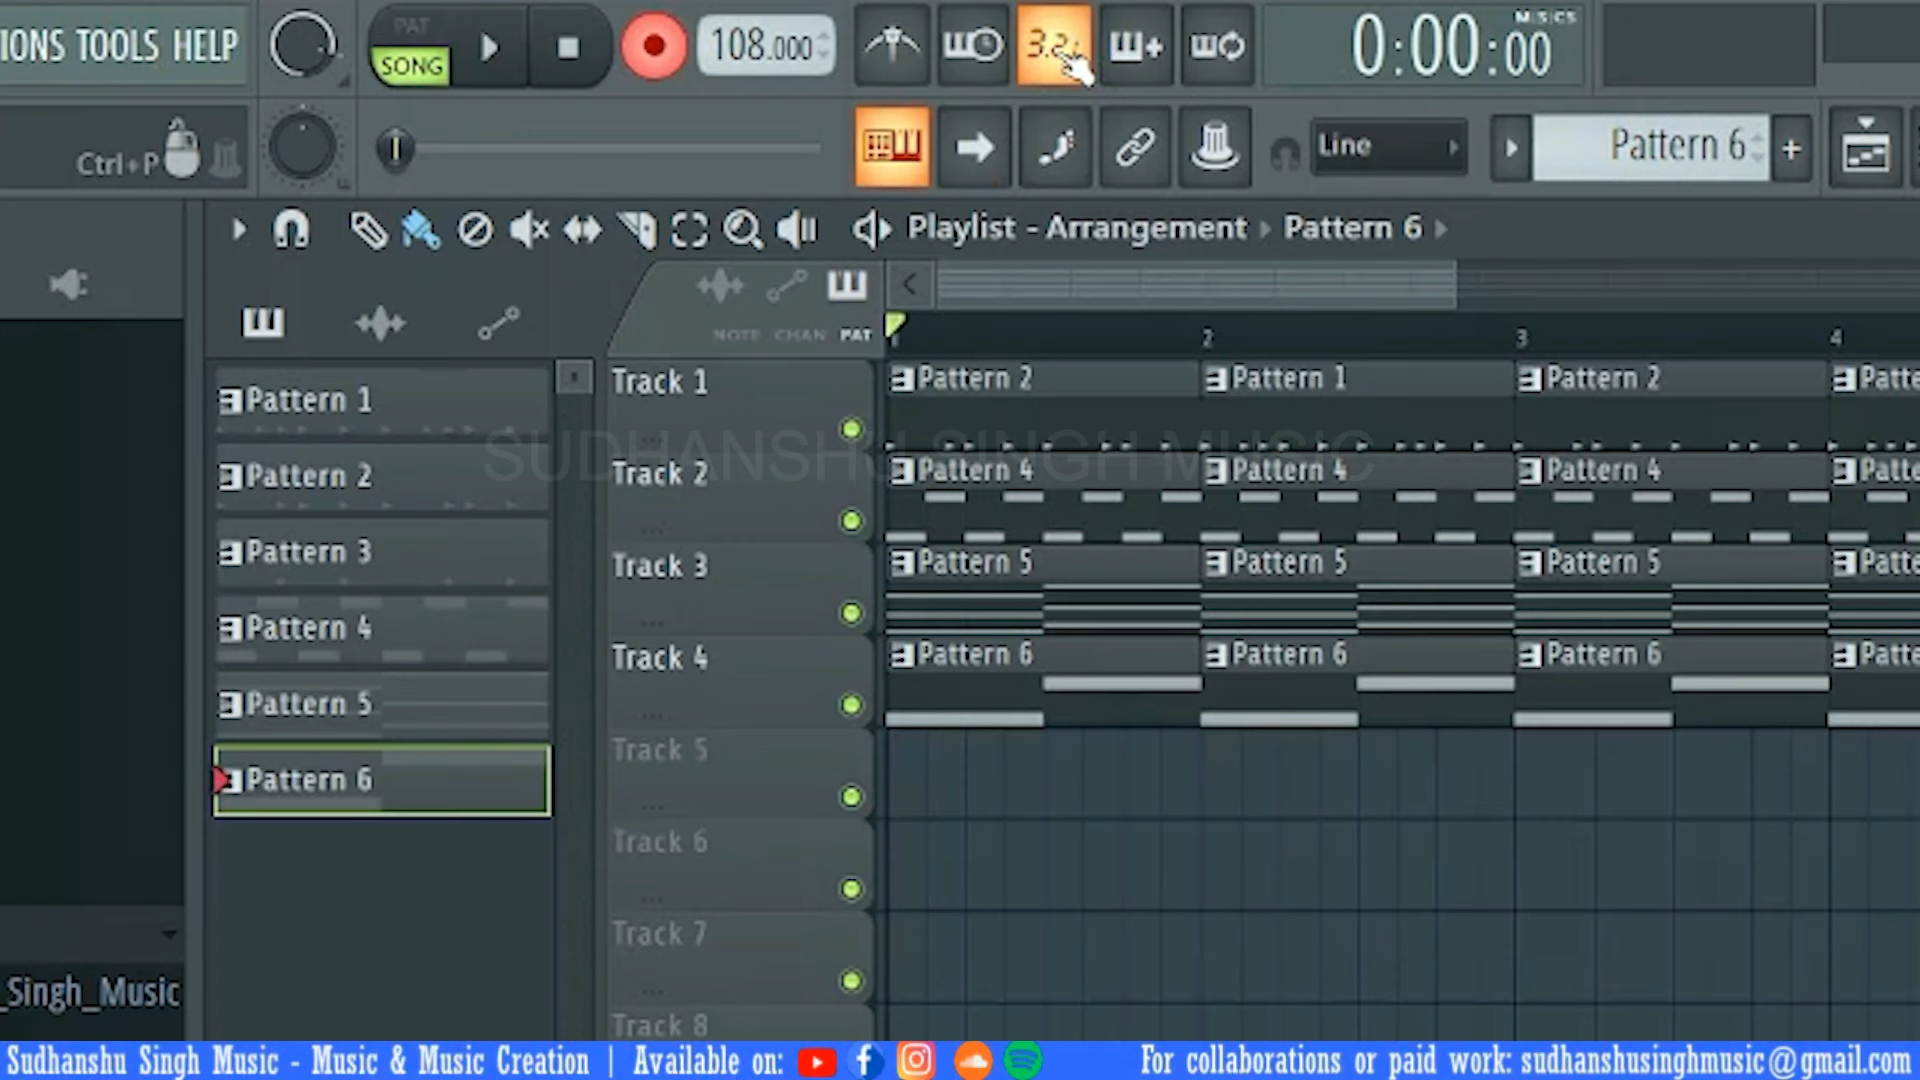 IONS TOOLS HELP
PAT
SONG
108.000
3.2
M:S:CS
0:00:00
Ctrl+P
Line
Pattern 6
+
Playlist - Arrangement
Pattern 6
NOTE CHAN PAT
1 2 3 4
Pattern 1
Pattern 2
Pattern 3
Pattern 4
Pattern 5
Pattern 6
Track 1
Pattern 2
Pattern 1
Pattern 2
Patte
SUDHANSHU SINGH MUSIC
Track 2
Pattern 4
Pattern 4
Pattern 4
Patte
Track 3
Pattern 5
Pattern 5
Pattern 5
Patte
Track 4
Pattern 6
Pattern 6
Pattern 6
Patte
Track 5
Track 6
Track 7
Track 8
_Singh_Music
Sudhanshu Singh Music - Music & Music Creation | Available on:
For collaborations or paid work: sudhanshusinghmusic@gmail.com